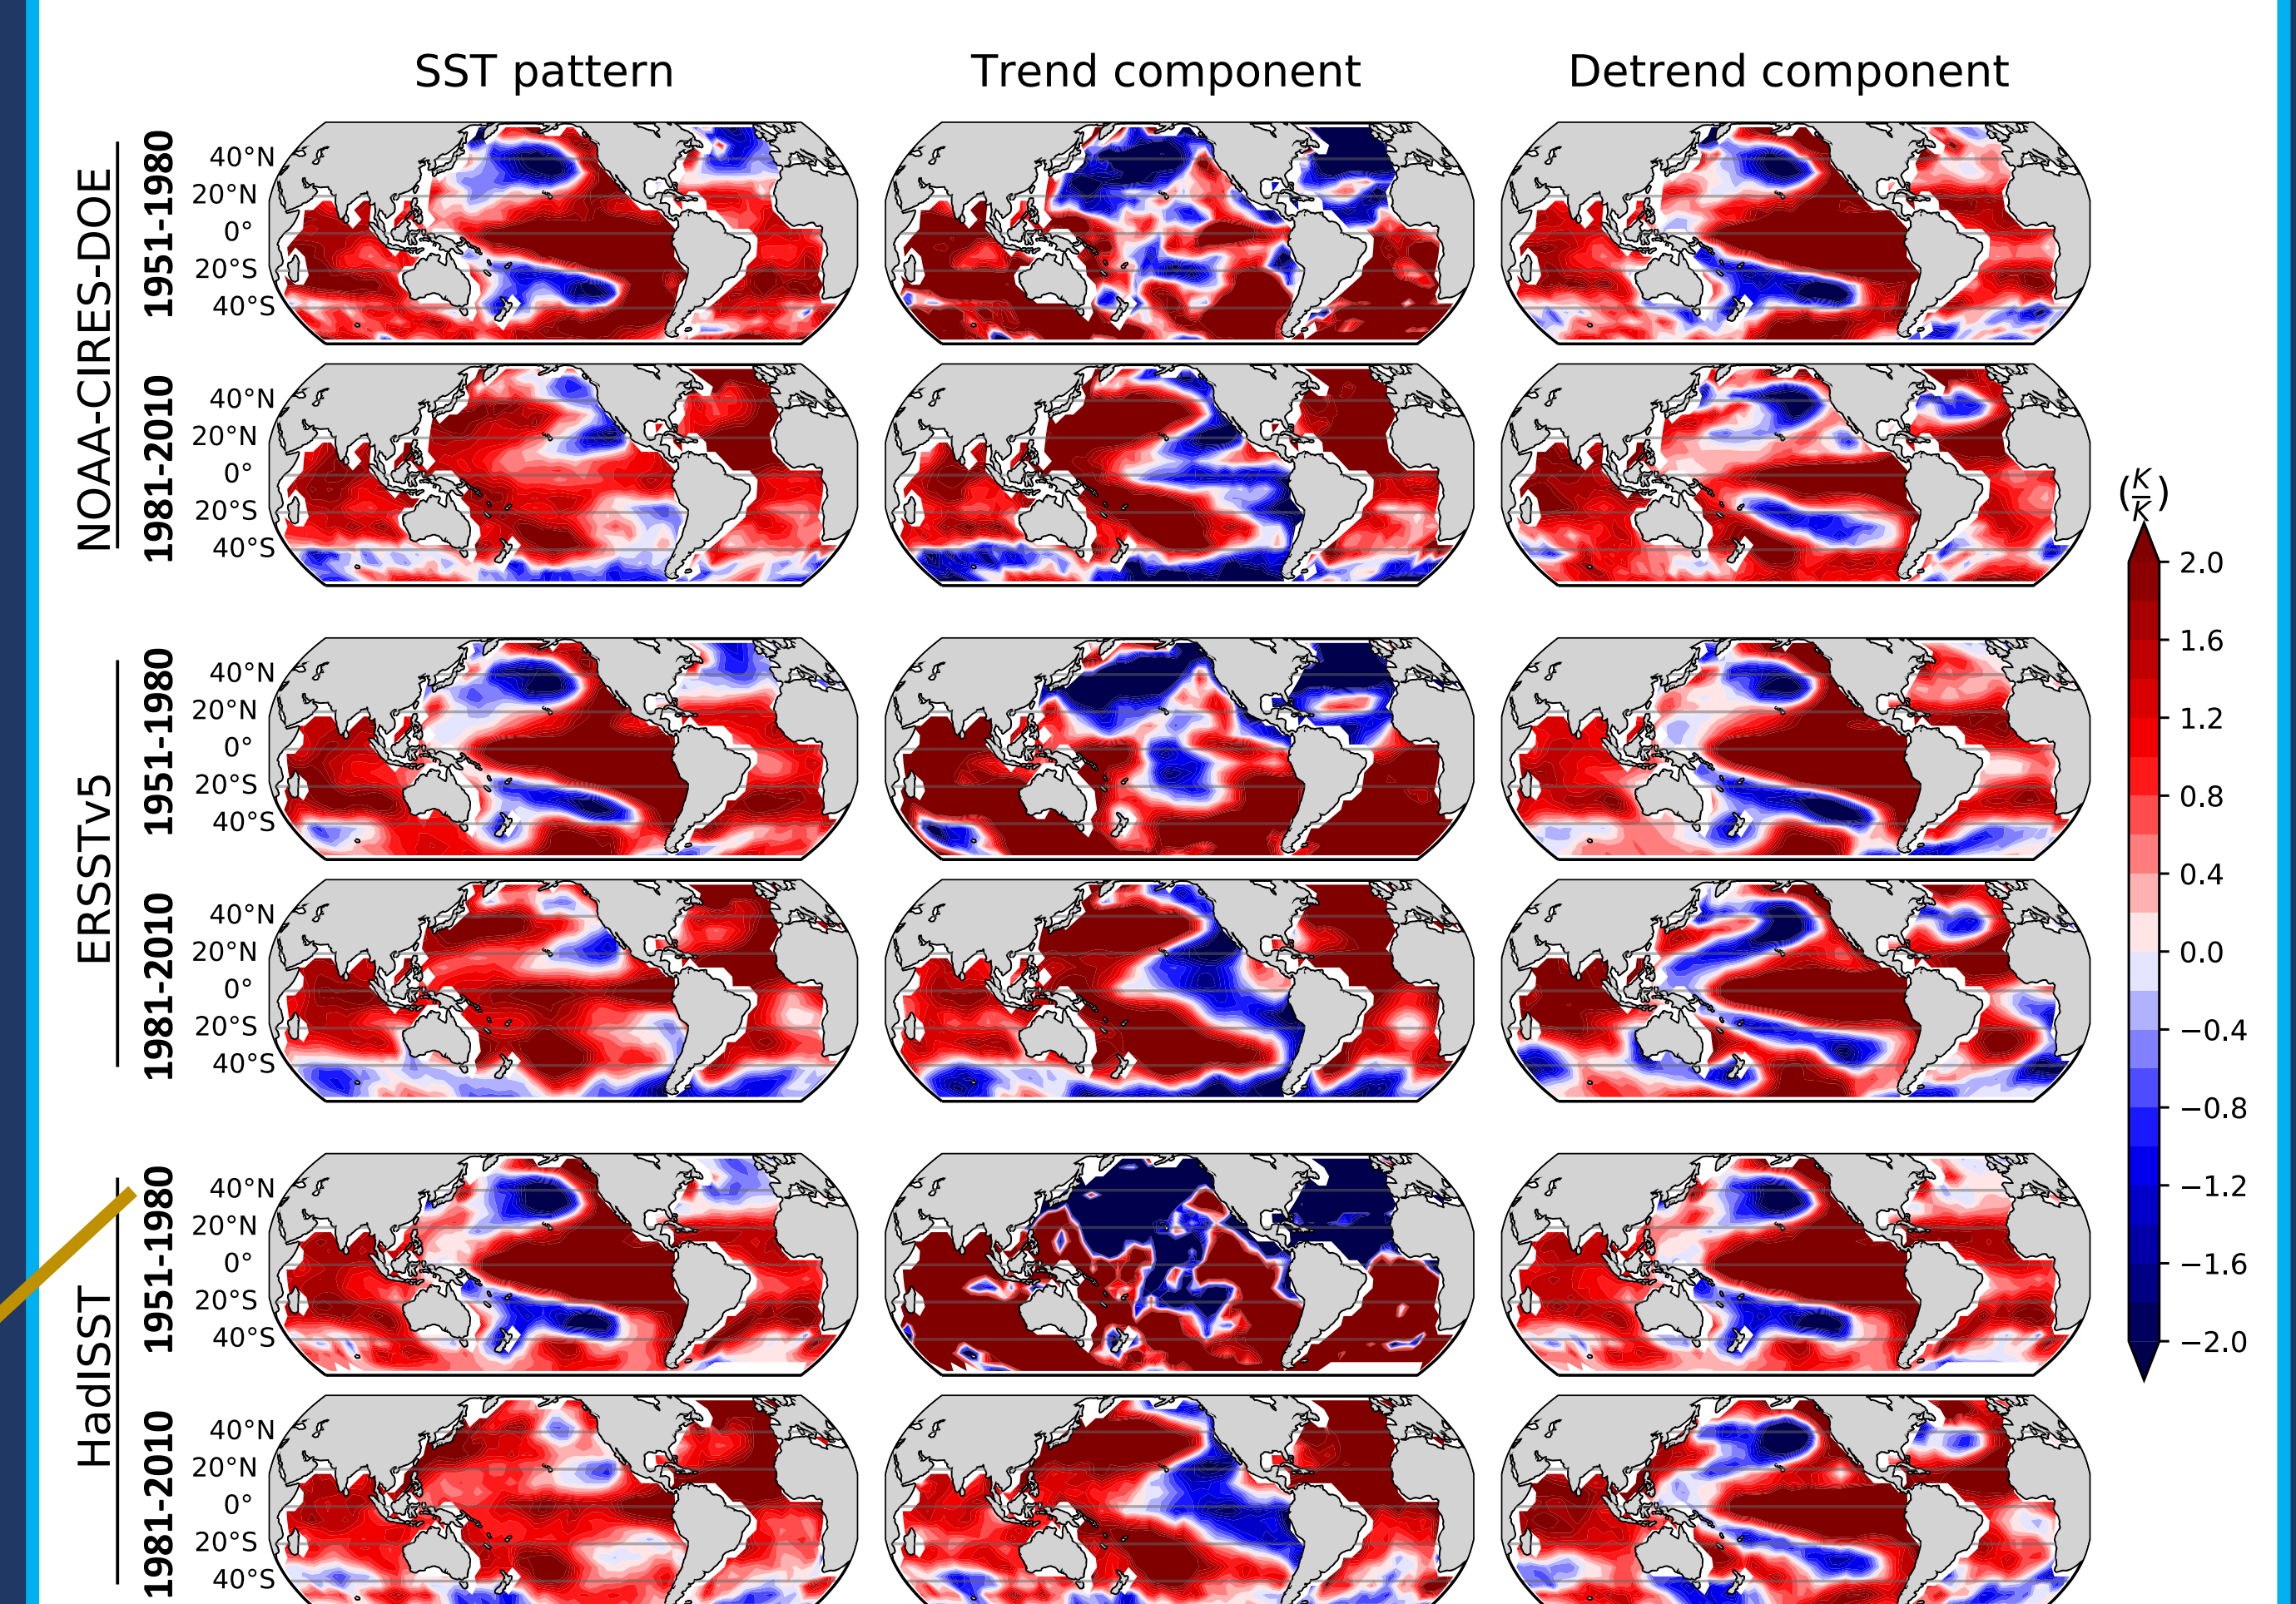 SST pattern
Trend component
Detrend component
NOAA-CIRES-DOE
1951-1980
40°N
20°N
0°
20°S
40°S
1981-2010
40°N
20°N
0°
20°S
40°S
ERSSTv5
1951-1980
40°N
20°N
0°
20°S
40°S
1981-2010
40°N
20°N
0°
20°S
40°S
HadISST
1951-1980
40°N
20°N
0°
20°S
40°S
1981-2010
40°N
20°N
0°
20°S
40°S
(K/K)
2.0
1.6
1.2
0.8
0.4
0.0
−0.4
−0.8
−1.2
−1.6
−2.0